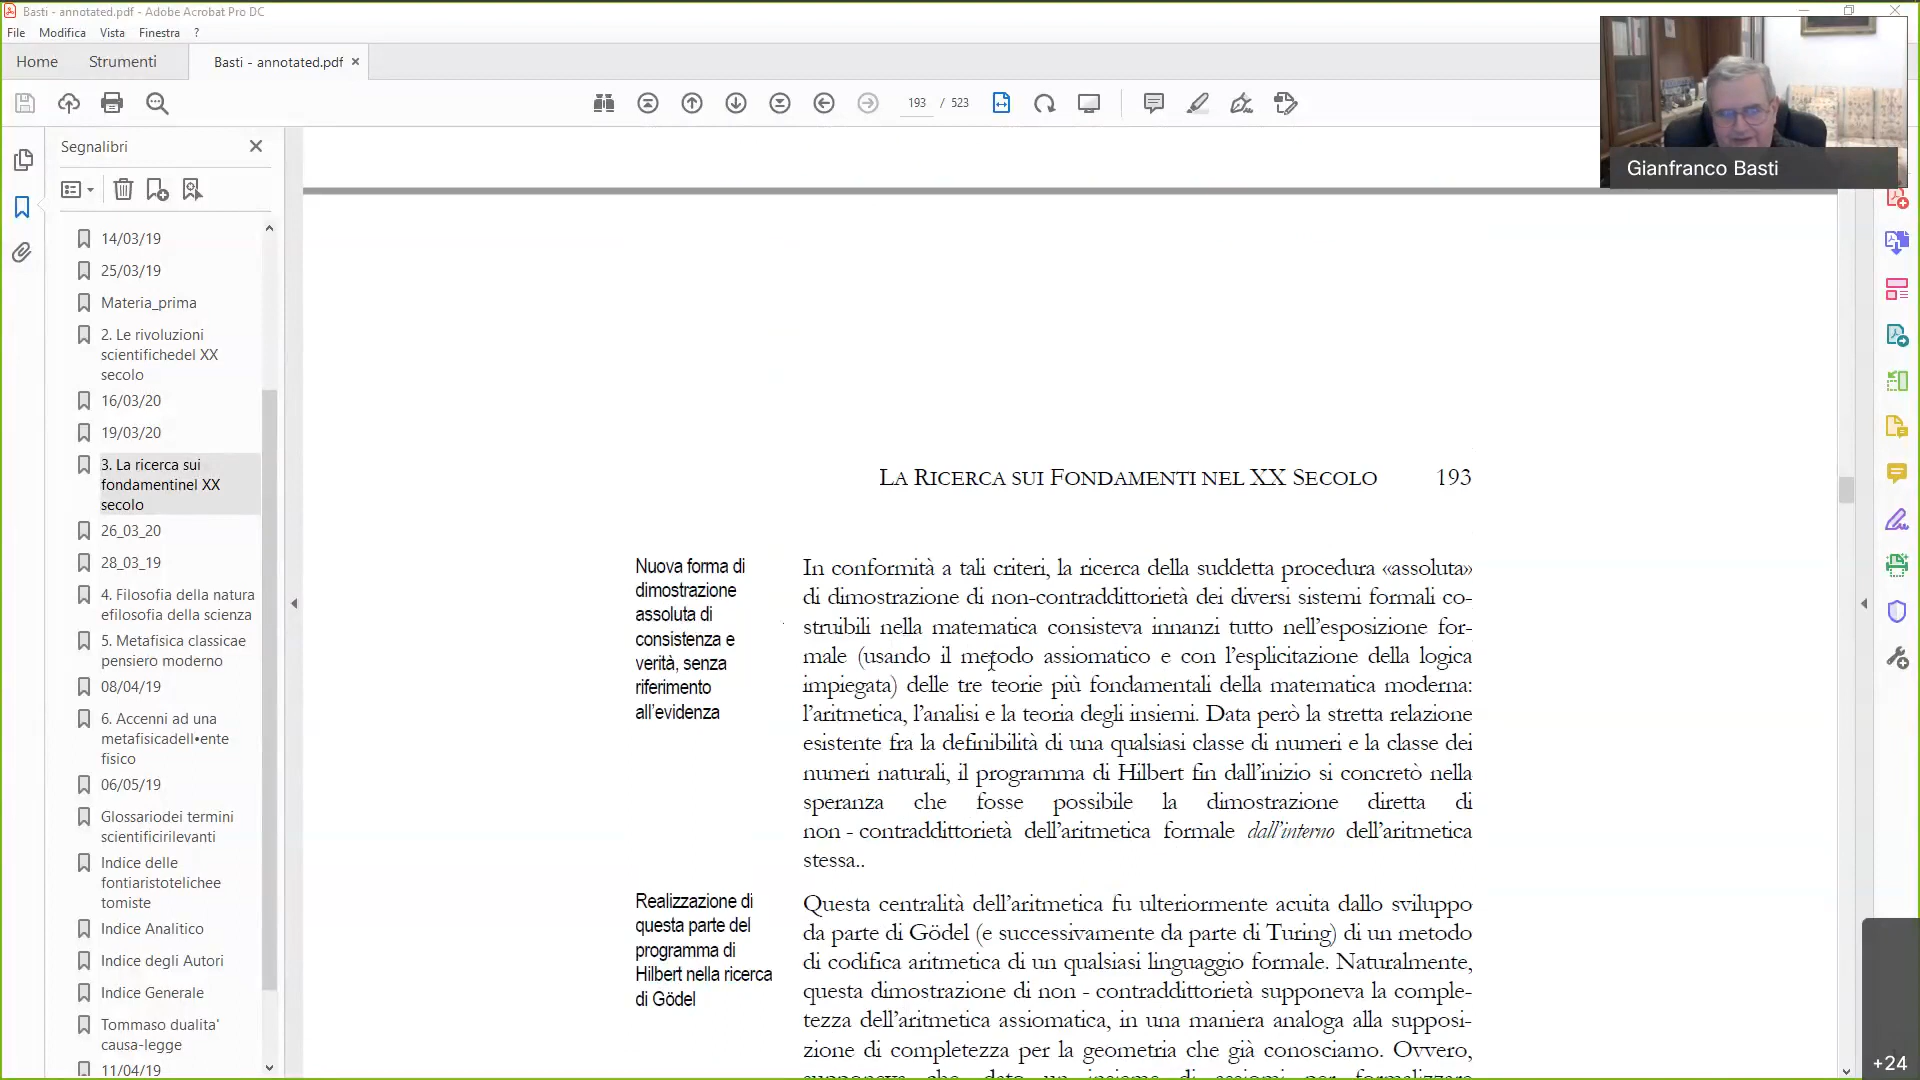 Basti - annotated.pdf - Adobe Acrobat Pro DC
File Modifica Vista Finestra ?
Home Strumenti Basti - annotated.pdf
193 / 523
Gianfranco Basti
Segnalibri
14/03/19
25/03/19
Materia_prima
2. Le rivoluzioni
scientifichedel XX
secolo
16/03/20
19/03/20
3. La ricerca sui
fondamentinel XX
secolo
26_03_20
28_03_19
4. Filosofia della natura
efilosofia della scienza
5. Metafisica classicae
pensiero moderno
08/04/19
6. Accenni ad una
metafisicadell•ente
fisico
06/05/19
Glossariodei termini
scientificirilevanti
Indice delle
fontiaristotelichee
tomiste
Indice Analitico
Indice degli Autori
Indice Generale
Tommaso dualita'
causa-legge
11/04/19
LA RICERCA SUI FONDAMENTI NEL XX SECOLO 193
Nuova forma di
dimostrazione
assoluta di
consistenza e
verità, senza
riferimento
all'evidenza
In conformità a tali criteri, la ricerca della suddetta procedura «assoluta»
di dimostrazione di non-contraddittorietà dei diversi sistemi formali co-
struibili nella matematica consisteva innanzi tutto nell'esposizione for-
male (usando il metodo assiomatico e con l'esplicitazione della logica
impiegata) delle tre teorie più fondamentali della matematica moderna:
l'aritmetica, l'analisi e la teoria degli insiemi. Data però la stretta relazione
esistente fra la definibilità di una qualsiasi classe di numeri e la classe dei
numeri naturali, il programma di Hilbert fin dall'inizio si concretò nella
speranza che fosse possibile la dimostrazione diretta di
non - contraddittorietà dell'aritmetica formale dall'interno dell'aritmetica
stessa..
Realizzazione di
questa parte del
programma di
Hilbert nella ricerca
di Gödel
Questa centralità dell'aritmetica fu ulteriormente acuita dallo sviluppo
da parte di Gödel (e successivamente da parte di Turing) di un metodo
di codifica aritmetica di un qualsiasi linguaggio formale. Naturalmente,
questa dimostrazione di non - contraddittorietà supponeva la comple-
tezza dell'aritmetica assiomatica, in una maniera analoga alla supposi-
zione di completezza per la geometria che già conosciamo. Ovvero,
supponeva che, dato un insieme di assiomi per formalizzare
+24